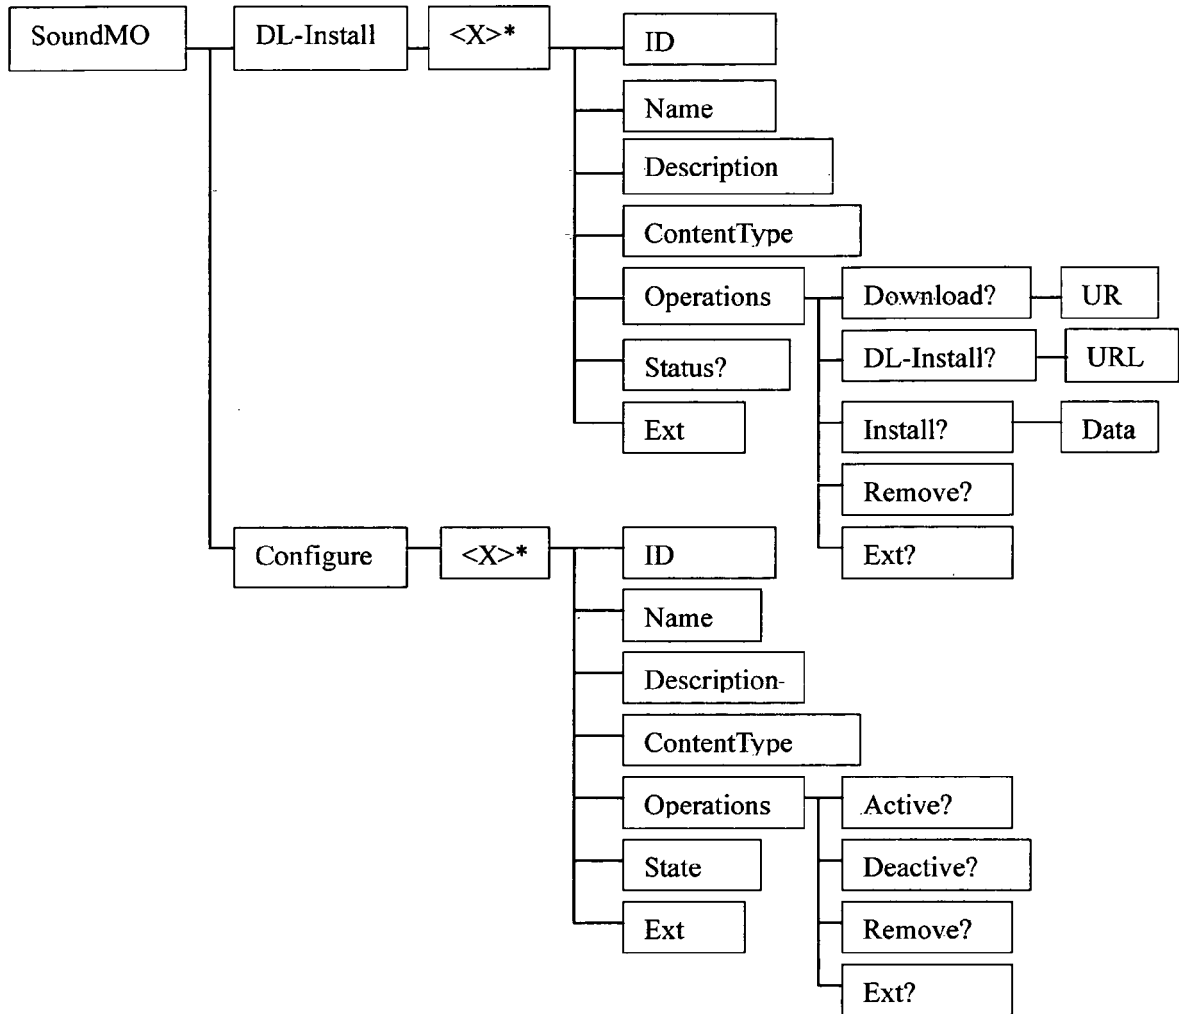 SoundMO
DL-Install
<X>*
ID
Name
Description
ContentType
Operations
Download?
UR
DL-Install?
URL
Status?
Install?
Data
Ext
Remove?
Ext?
Configure
<X>*
ID
Name
Description-
ContentType
Operations
Active?
State
Deactive?
Ext
Remove?
Ext?